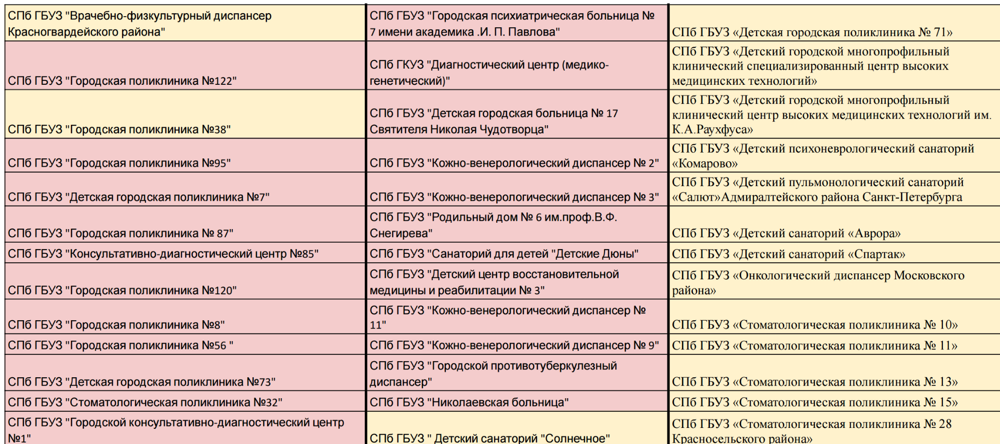 СПб ГБУЗ "Врачебно-физкультурный диспансер
Красногвардейского района"
СПб ГБУЗ "Городская психиатрическая больница №
7 имени академика .И. П. Павлова"
СПб ГБУЗ «Детская городская поликлиника № 71»
СПб ГБУЗ "Городская поликлиника №122"
СПб ГКУЗ "Диагностический центр (медико-
генетический)"
СПб ГБУЗ «Детский городской многопрофильный
клинический специализированный центр высоких
медицинских технологий»
СПб ГБУЗ "Городская поликлиника №38"
СПб ГБУЗ "Детская городская больница № 17
Святителя Николая Чудотворца"
СПб ГБУЗ «Детский городской многопрофильный
клинический центр высоких медицинских технологий им.
К.А.Раухфуса»
СПб ГБУЗ "Городская поликлиника №95"
СПб ГБУЗ "Кожно-венерологический диспансер № 2"
СПб ГБУЗ «Детский психоневрологический санаторий
«Комарово»
СПб ГБУЗ "Детская городская поликлиника №7"
СПб ГБУЗ "Кожно-венерологический диспансер № 3"
СПб ГБУЗ «Детский пульмонологический санаторий
«Салют»Адмиралтейского района Санкт-Петербурга
СПб ГБУЗ "Городская поликлиника № 87"
СПб ГБУЗ "Родильный дом № 6 им.проф.В.Ф.
Снегирева"
СПб ГБУЗ «Детский санаторий «Аврора»
СПб ГБУЗ "Консультативно-диагностический центр №85"
СПб ГБУЗ "Санаторий для детей "Детские Дюны"
СПб ГБУЗ «Детский санаторий «Спартак»
СПб ГБУЗ "Городская поликлиника №120"
СПб ГБУЗ "Детский центр восстановительной
медицины и реабилитации № 3"
СПб ГБУЗ «Онкологический диспансер Московского
района»
СПб ГБУЗ "Городская поликлиника №8"
СПб ГБУЗ "Кожно-венерологический диспансер №
11"
СПб ГБУЗ «Стоматологическая поликлиника № 10»
СПб ГБУЗ "Городская поликлиника №56 "
СПб ГБУЗ "Кожно-венерологический диспансер № 9"
СПб ГБУЗ «Стоматологическая поликлиника № 11»
СПб ГБУЗ "Детская городская поликлиника №73"
СПб ГБУЗ "Городской противотуберкулезный
диспансер"
СПб ГБУЗ «Стоматологическая поликлиника № 13»
СПб ГБУЗ "Стоматологическая поликлиника №32"
СПб ГБУЗ "Николаевская больница"
СПб ГБУЗ «Стоматологическая поликлиника № 15»
СПб ГБУЗ "Городской консультативно-диагностический центр
№1"
СПб ГБУЗ " Детский санаторий "Солнечное"
СПб ГБУЗ «Стоматологическая поликлиника № 28
Красносельского района»